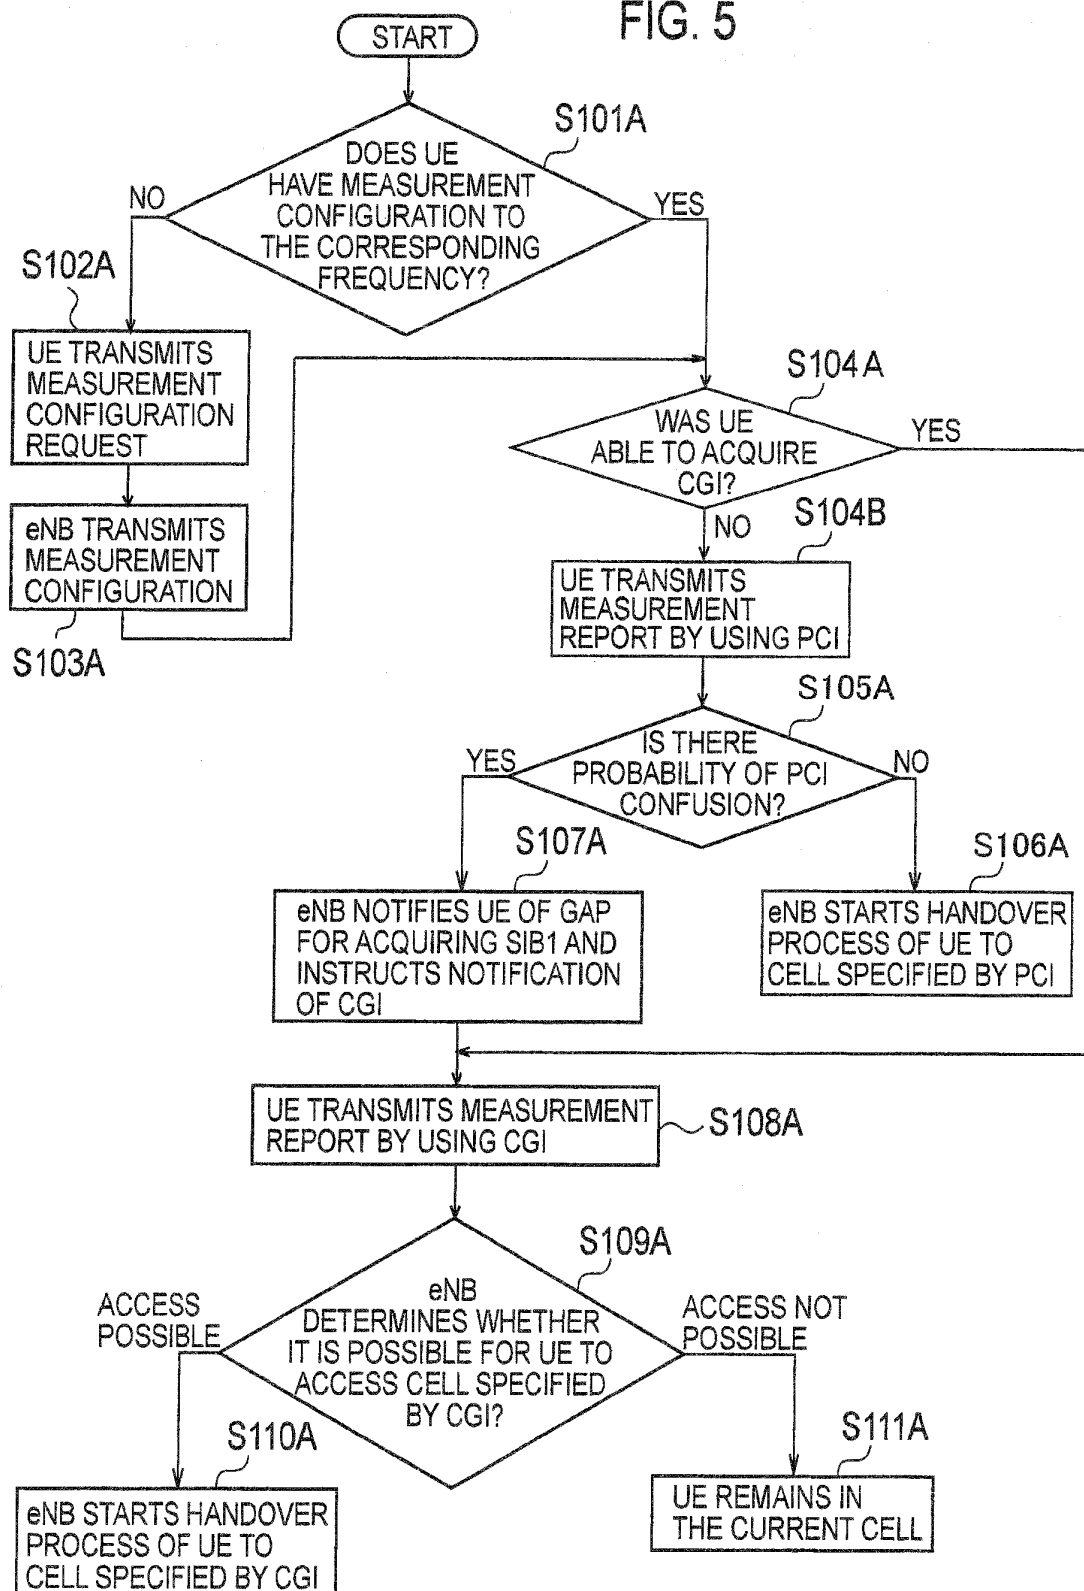 FIG. 5
START
S101A
DOES UE
HAVE MEASUREMENT
CONFIGURATION TO
THE CORRESPONDING
FREQUENCY?
NO
YES
S102A
UE TRANSMITS
MEASUREMENT
CONFIGURATION
REQUEST
eNB TRANSMITS
MEASUREMENT
CONFIGURATION
S103A
S104A
WAS UE
ABLE TO ACQUIRE
CGI?
YES
NO
S104B
UE TRANSMITS
MEASUREMENT
REPORT BY USING PCI
S105A
IS THERE
PROBABILITY OF PCI
CONFUSION?
YES
NO
S107A
eNB NOTIFIES UE OF GAP
FOR ACQUIRING SIB1 AND
INSTRUCTS NOTIFICATION
OF CGI
S106A
eNB STARTS HANDOVER
PROCESS OF UE TO
CELL SPECIFIED BY PCI
UE TRANSMITS MEASUREMENT
REPORT BY USING CGI
S108A
S109A
eNB
DETERMINES WHETHER
IT IS POSSIBLE FOR UE TO
ACCESS CELL SPECIFIED
BY CGI?
ACCESS
POSSIBLE
ACCESS NOT
POSSIBLE
S110A
eNB STARTS HANDOVER
PROCESS OF UE TO
CELL SPECIFIED BY CGI
S111A
UE REMAINS IN
THE CURRENT CELL